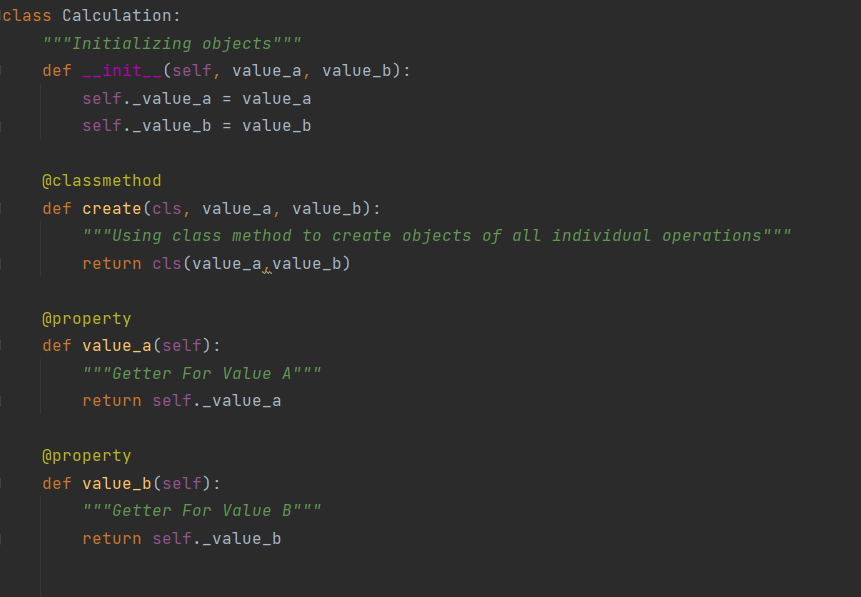 class Calculation:
    """Initializing objects"""
    def __init__(self, value_a, value_b):
        self._value_a = value_a
        self._value_b = value_b

    @classmethod
    def create(cls, value_a, value_b):
        """Using class method to create objects of all individual operations"""
        return cls(value_a,value_b)

    @property
    def value_a(self):
        """Getter For Value A"""
        return self._value_a

    @property
    def value_b(self):
        """Getter For Value B"""
        return self._value_b